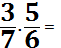 3/7 . 5/6 =